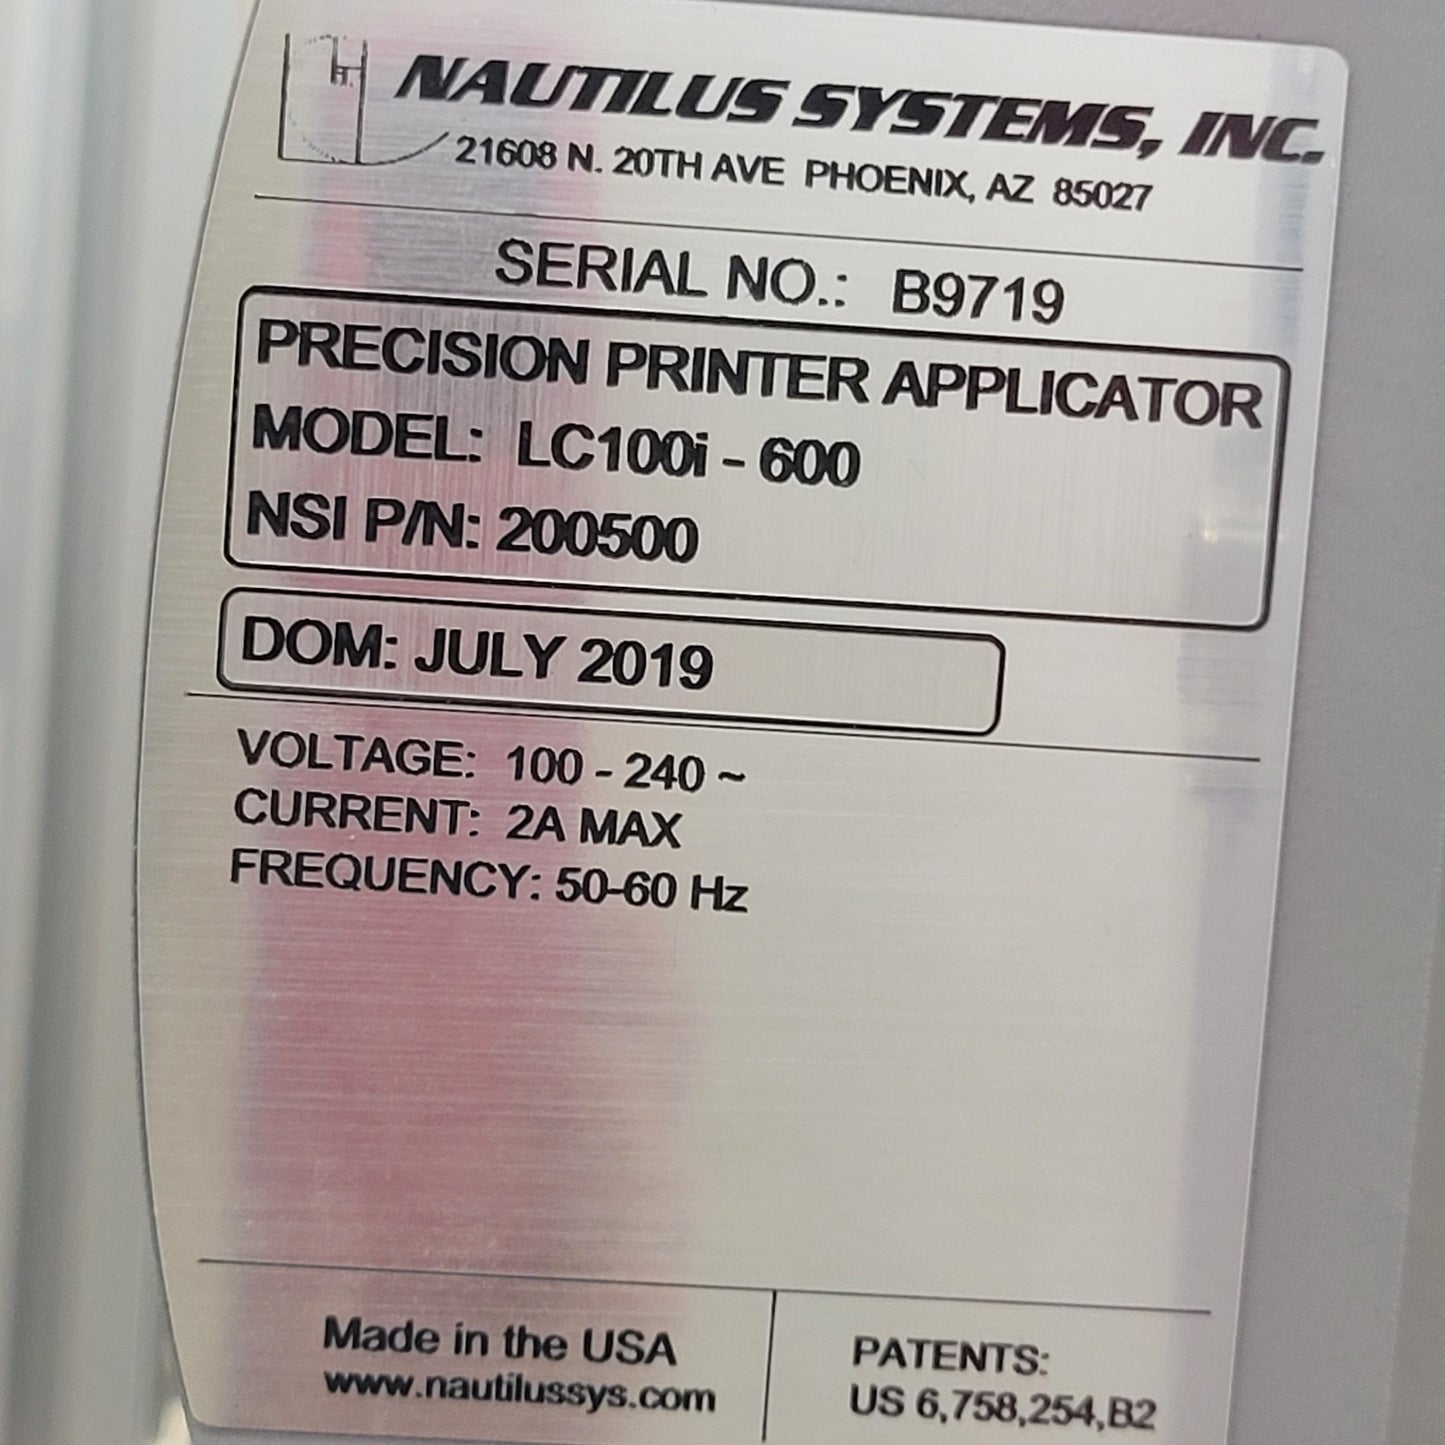 NAUTILUS SYSTEMS, INC.
21608 N. 20TH AVE PHOENIX, AZ 85027
SERIAL NO.: B9719
PRECISION PRINTER APPLICATOR
MODEL: LC100i - 600
NSI P/N: 200500
DOM: JULY 2019
VOLTAGE: 100 - 240 ~
CURRENT: 2A MAX
FREQUENCY: 50-60 Hz
Made in the USA
www.nautilussys.com
PATENTS:
US 6,758,254,B2